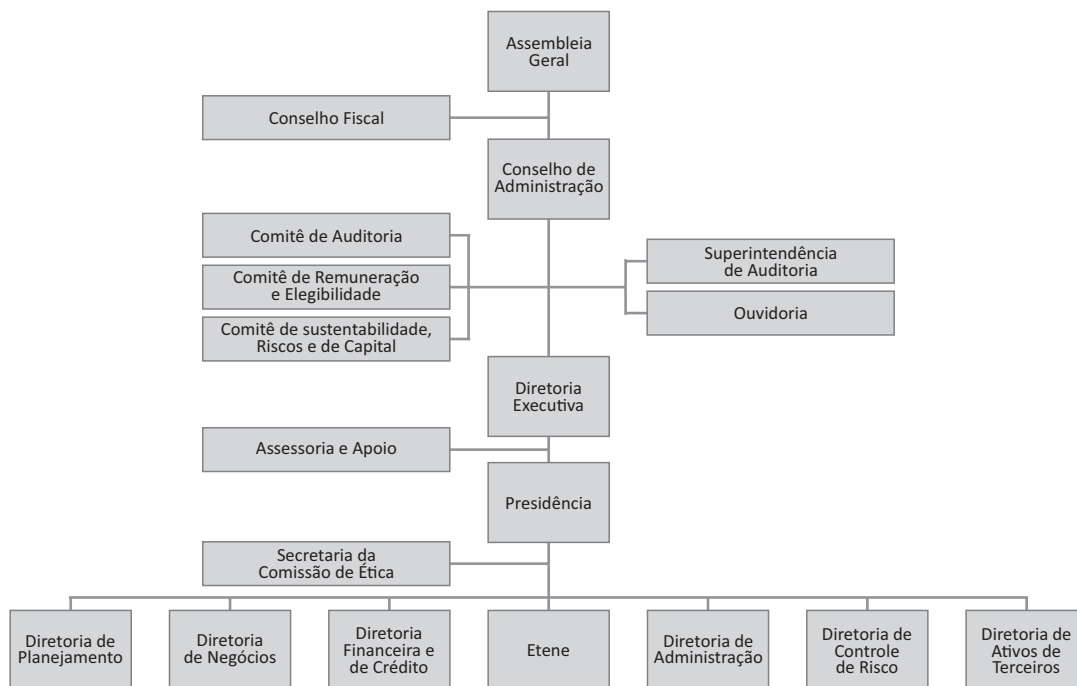 Assembleia
Geral
Conselho Fiscal
Conselho de
Administração
Comitê de Auditoria
Comitê de Remuneração
e Elegibilidade
Comitê de sustentabilidade,
Riscos e de Capital
Superintendência
de Auditoria
Ouvidoria
Diretoria
Executiva
Assessoria e Apoio
Presidência
Secretaria da
Comissão de Ética
Diretoria de
Planejamento
Diretoria
de Negócios
Diretoria
Financeira e
de Crédito
Etene
Diretoria de
Administração
Diretoria de
Controle
de Risco
Diretoria de
Ativos de
Terceiros